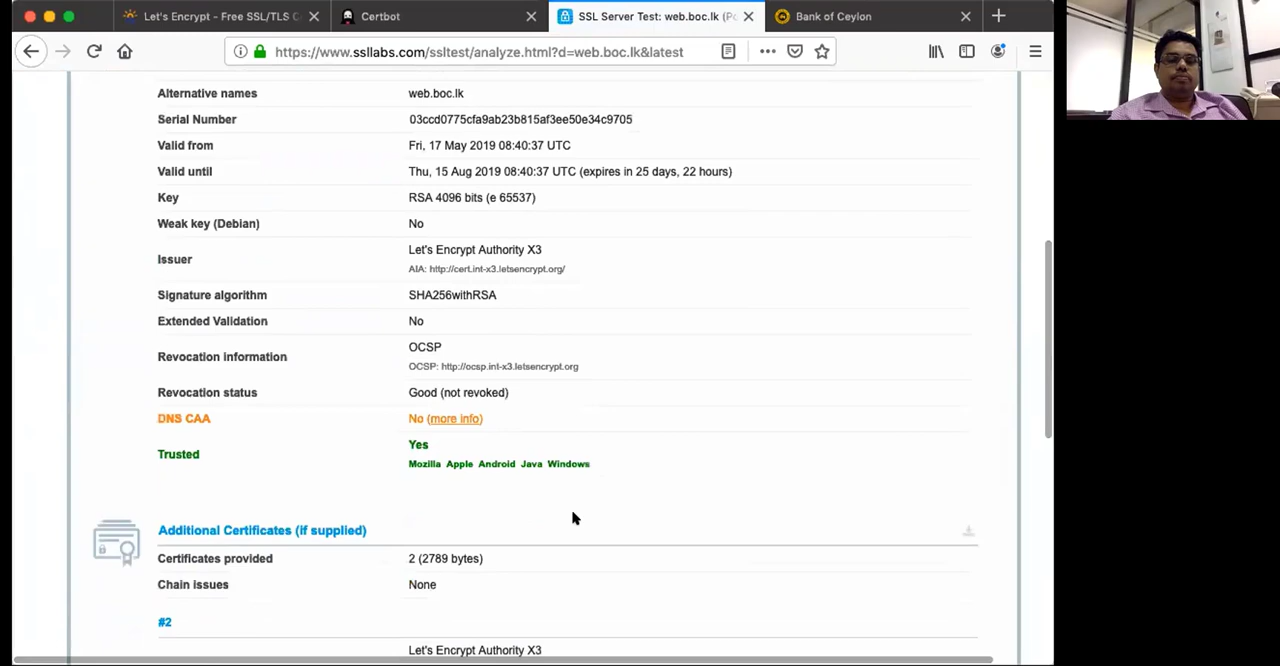 Let's Encrypt - Free SSL/TLS C
Certbot
SSL Server Test: web.boc.lk (Po
Bank of Ceylon
https://www.ssllabs.com/ssltest/analyze.html?d=web.boc.lk&latest
Alternative names web.boc.lk
Serial Number 03ccd0775cfa9ab23b815af3ee50e34c9705
Valid from Fri, 17 May 2019 08:40:37 UTC
Valid until Thu, 15 Aug 2019 08:40:37 UTC (expires in 25 days, 22 hours)
Key RSA 4096 bits (e 65537)
Weak key (Debian) No
Issuer Let's Encrypt Authority X3
AIA: http://cert.int-x3.letsencrypt.org/
Signature algorithm SHA256withRSA
Extended Validation No
Revocation information OCSP
OCSP: http://ocsp.int-x3.letsencrypt.org
Revocation status Good (not revoked)
DNS CAA No (more info)
Trusted Yes
Mozilla Apple Android Java Windows
Additional Certificates (if supplied)
Certificates provided 2 (2789 bytes)
Chain issues None
#2
Let's Encrypt Authority X3